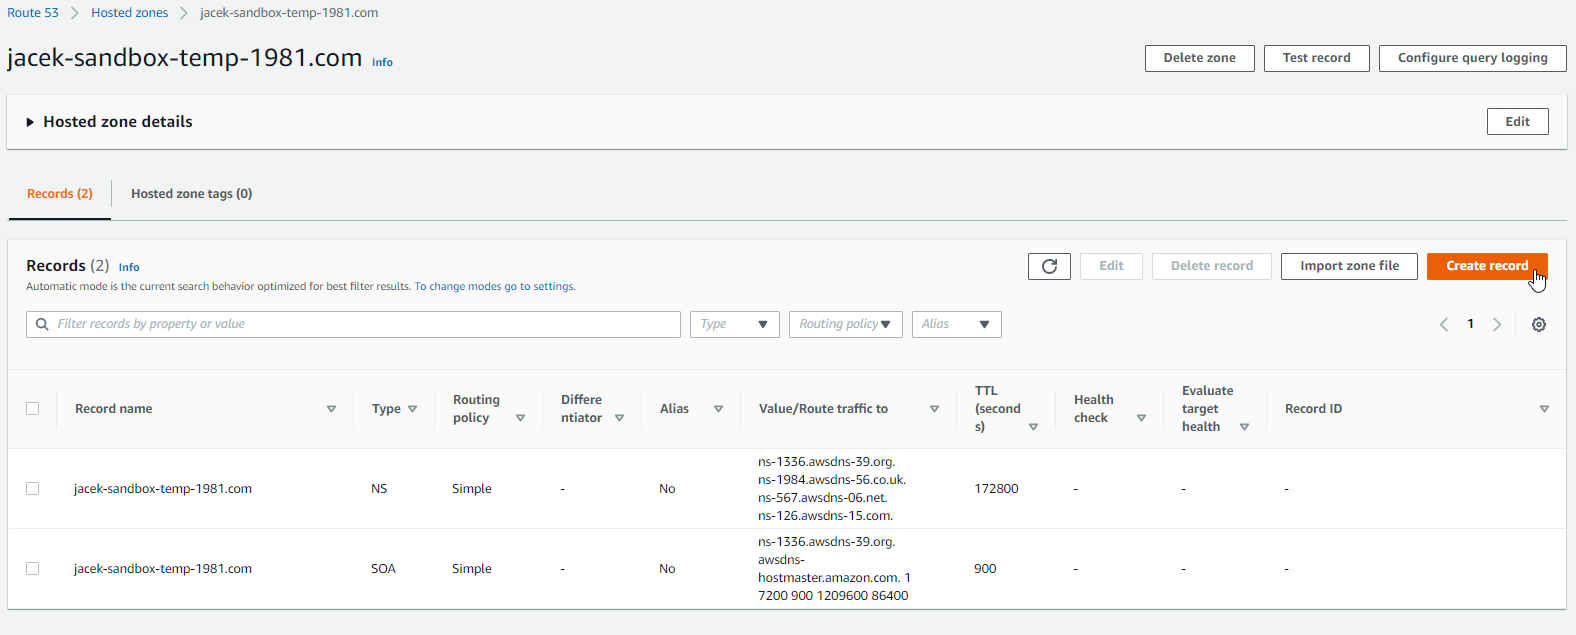 Route 53 > Hosted zones > jacek-sandbox-temp-1981.com
jacek-sandbox-temp-1981.com Info
Delete zone Test record Configure query logging
Hosted zone details Edit
Records (2) Hosted zone tags (0)
Records (2) Info Edit Delete record Import zone file Create record
Automatic mode is the current search behavior optimized for best filter results. To change modes go to settings.
Filter records by property or value Type Routing policy Alias 1
Record name Type Routing policy Differentiator Alias Value/Route traffic to TTL (seconds) Health check Evaluate target health Record ID
jacek-sandbox-temp-1981.com NS Simple - No ns-1336.awsdns-39.org.
ns-1984.awsdns-56.co.uk.
ns-567.awsdns-06.net.
ns-126.awsdns-15.com. 172800 - - -
jacek-sandbox-temp-1981.com SOA Simple - No ns-1336.awsdns-39.org.
awsdns-
hostmaster.amazon.com. 1
7200 900 1209600 86400 900 - - -